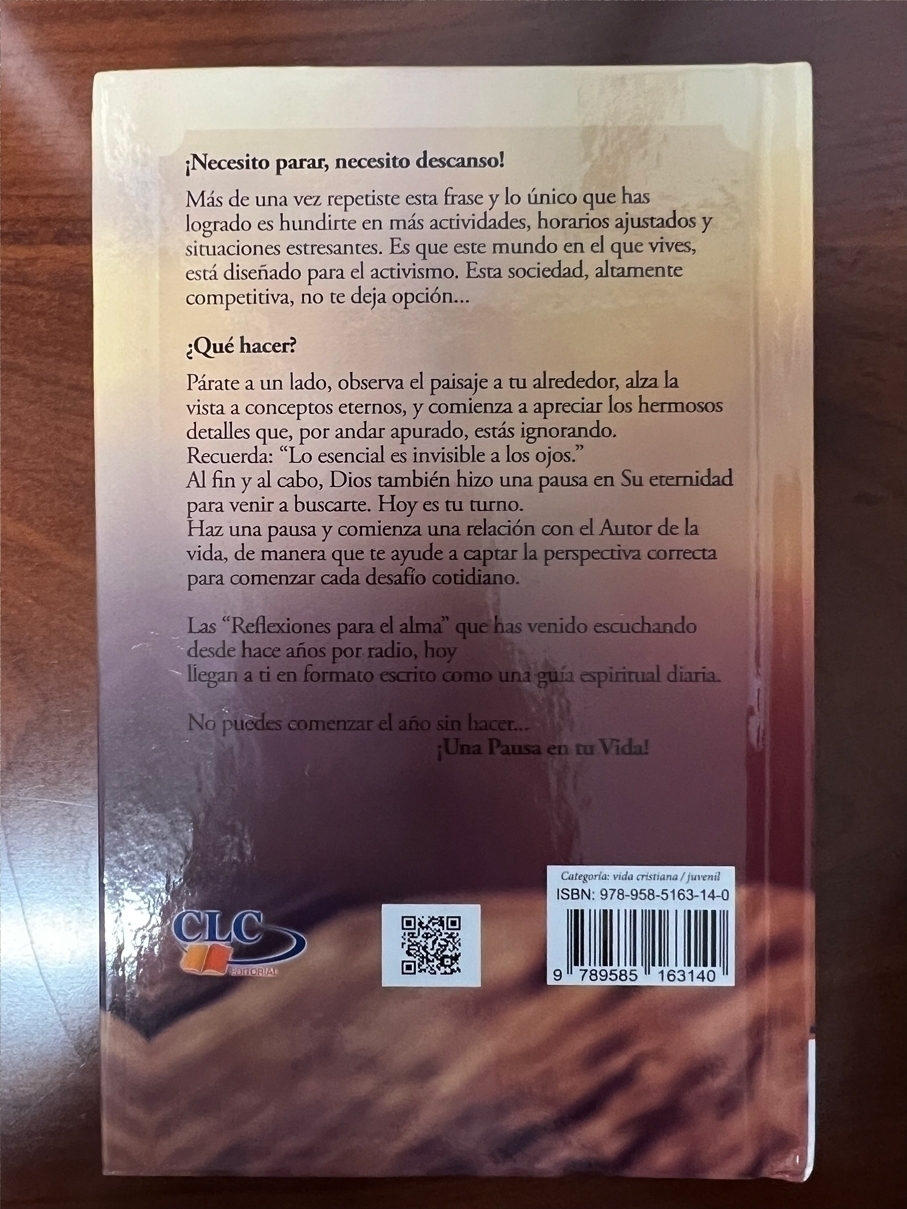 ¡Necesito parar, necesito descanso!
Más de una vez repetiste esta frase y lo único que has
logrado es hundirte en más actividades, horarios ajustados y
situaciones estresantes. Es que este mundo en el que vives,
está diseñado para el activismo. Esta sociedad, altamente
competitiva, no te deja opción...
¿Qué hacer?
Párate a un lado, observa el paisaje a tu alrededor, alza la
vista a conceptos eternos, y comienza a apreciar los hermosos
detalles que, por andar apurado, estás ignorando.
Recuerda: “Lo esencial es invisible a los ojos.”
Al fin y al cabo, Dios también hizo una pausa en Su eternidad
para venir a buscarte. Hoy es tu turno.
Haz una pausa y comienza una relación con el Autor de la
vida, de manera que te ayude a captar la perspectiva correcta
para comenzar cada desafío cotidiano.
Las “Reflexiones para el alma” que has venido escuchando
desde hace años por radio, hoy
llegan a ti en formato escrito como una guía espiritual diaria.
No puedes comenzar el año sin hacer...
¡Una Pausa en tu Vida!
Categoría: vida cristiana / juvenil
ISBN: 978-958-5163-14-0
CLC
EDITORIAL
9 789585 163140